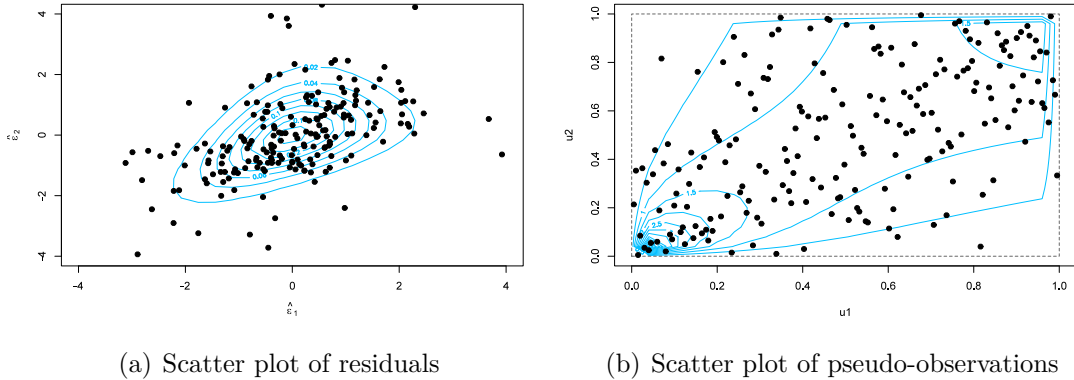 4
2
0
-2
-4
ε̂2
0.02
0.04
0.1
0.06
-4 -2 0 2 4
ε̂1
(a) Scatter plot of residuals
1.0
0.8
0.6
0.4
0.2
0.0
u2
1.5
1.5
2.5
0.0 0.2 0.4 0.6 0.8 1.0
u1
(b) Scatter plot of pseudo-observations